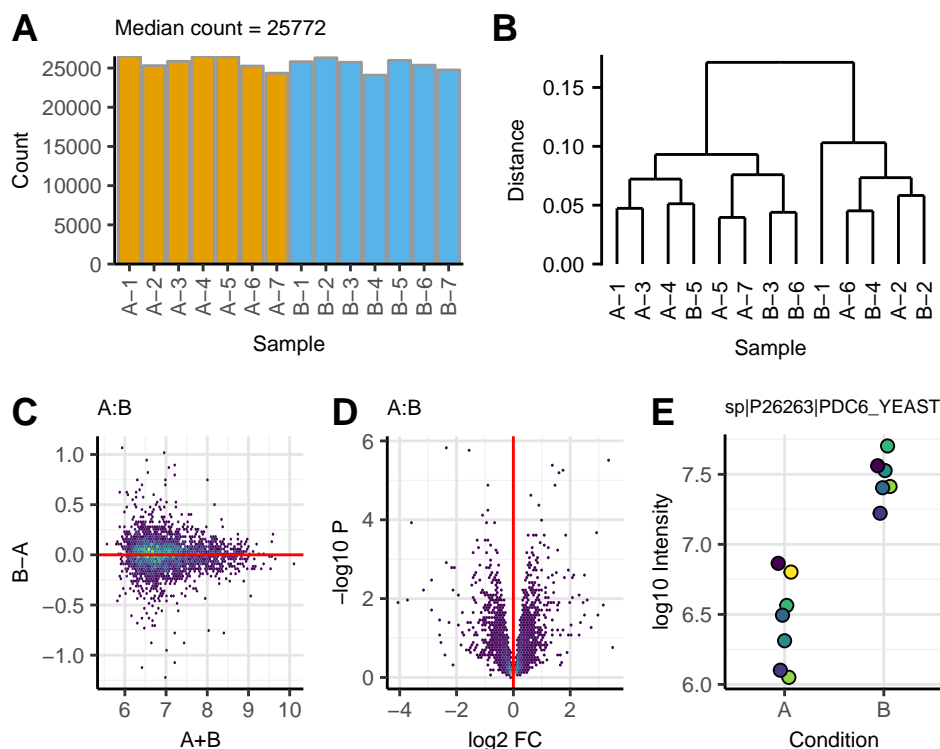 A
Median count = 25772
Count
25000
20000
15000
10000
5000
0
A−1 A−2 A−3 A−4 A−5 A−6 A−7 B−1 B−2 B−3 B−4 B−5 B−6 B−7
Sample
B
Distance
0.15
0.10
0.05
0.00
A−1 A−3 A−4 B−5 A−5 A−7 B−3 B−6 B−1 A−6 B−4 A−2 B−2
Sample
C
A:B
B−A
1.0
0.5
0.0
−0.5
−1.0
6 7 8 9 10
A+B
D
A:B
−log10 P
6
4
2
0
−4 −2 0 2 4
log2 FC
E
sp|P26263|PDC6_YEAST
log10 Intensity
7.5
7.0
6.5
6.0
A B
Condition